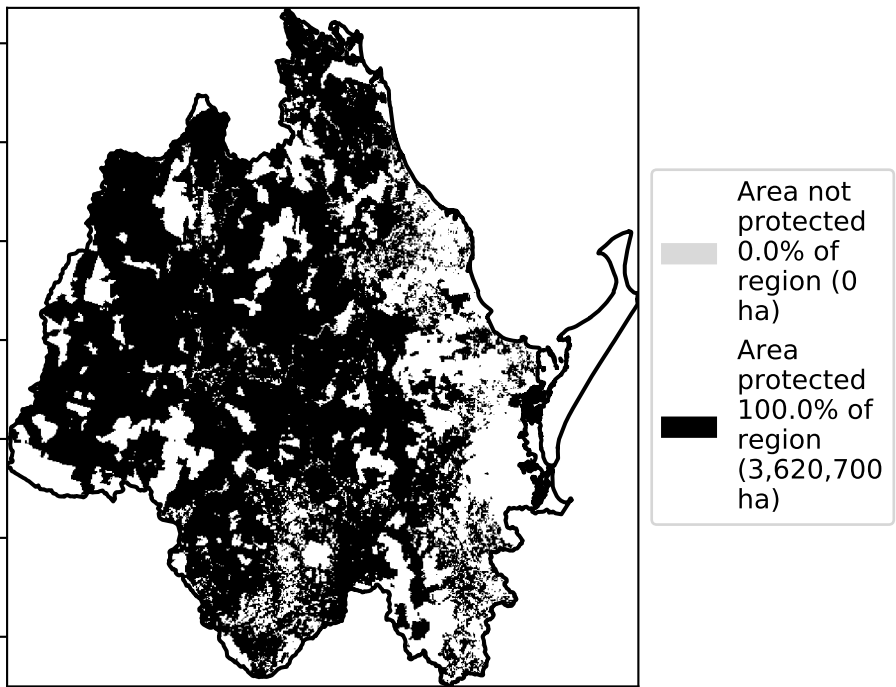 Area not
protected
0.0% of
region (0
ha)
Area
protected
100.0% of
region
(3,620,700
ha)